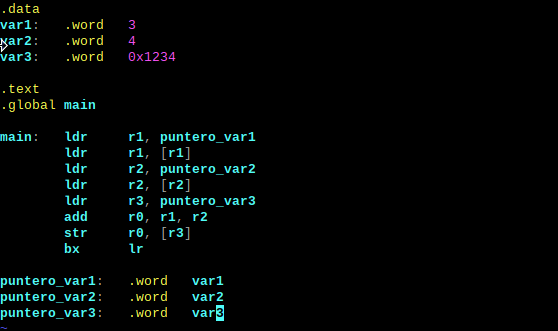 .data
var1:   .word   3
var2:   .word   4
var3:   .word   0x1234
.text
.global main
main:   ldr     r1, puntero_var1
        ldr     r1, [r1]
        ldr     r2, puntero_var2
        ldr     r2, [r2]
        ldr     r3, puntero_var3
        add     r0, r1, r2
        str     r0, [r3]
        bx      lr
puntero_var1:   .word   var1
puntero_var2:   .word   var2
puntero_var3:   .word   var3
~